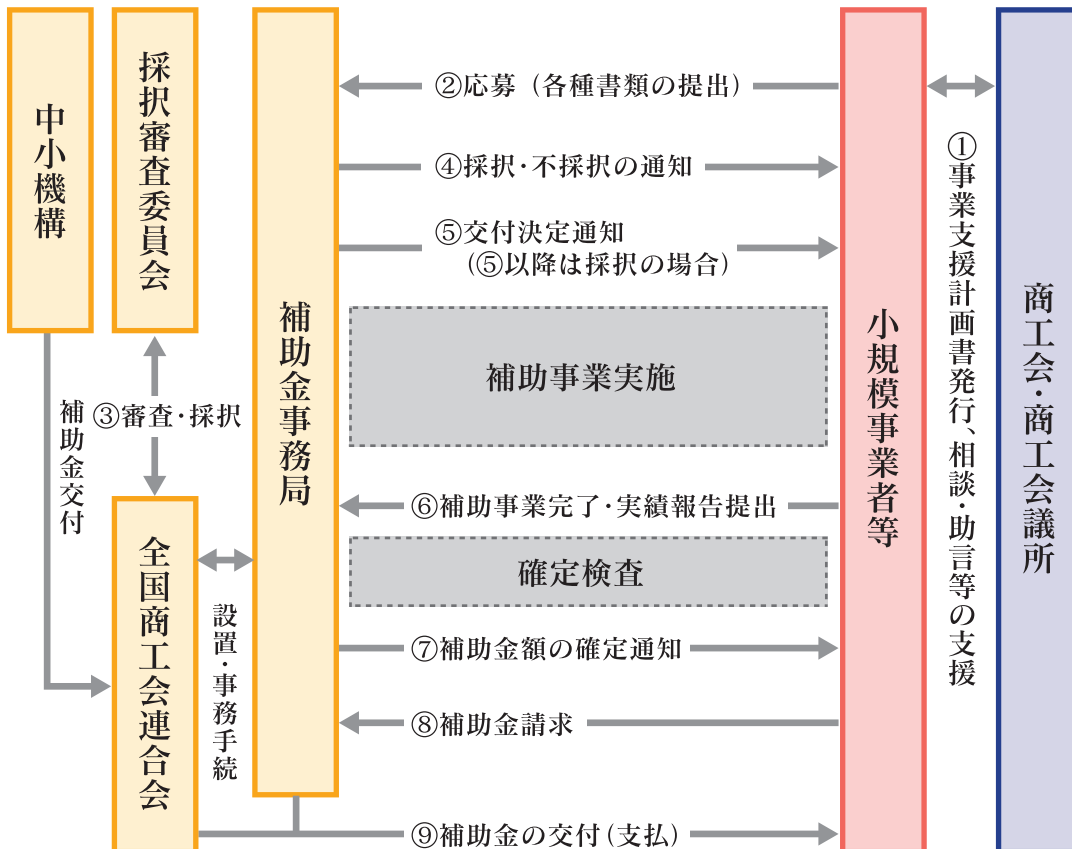 中小機構
採択審査委員会
補助金事務局
小規模事業者等
商工会・商工会議所
①事業支援計画書発行、相談・助言等の支援
②応募（各種書類の提出）
③審査・採択
④採択・不採択の通知
⑤交付決定通知
（⑤以降は採択の場合）
補助事業実施
補助金交付
⑥補助事業完了・実績報告提出
全国商工会連合会
設置・事務手続
確定検査
⑦補助金額の確定通知
⑧補助金請求
⑨補助金の交付（支払）